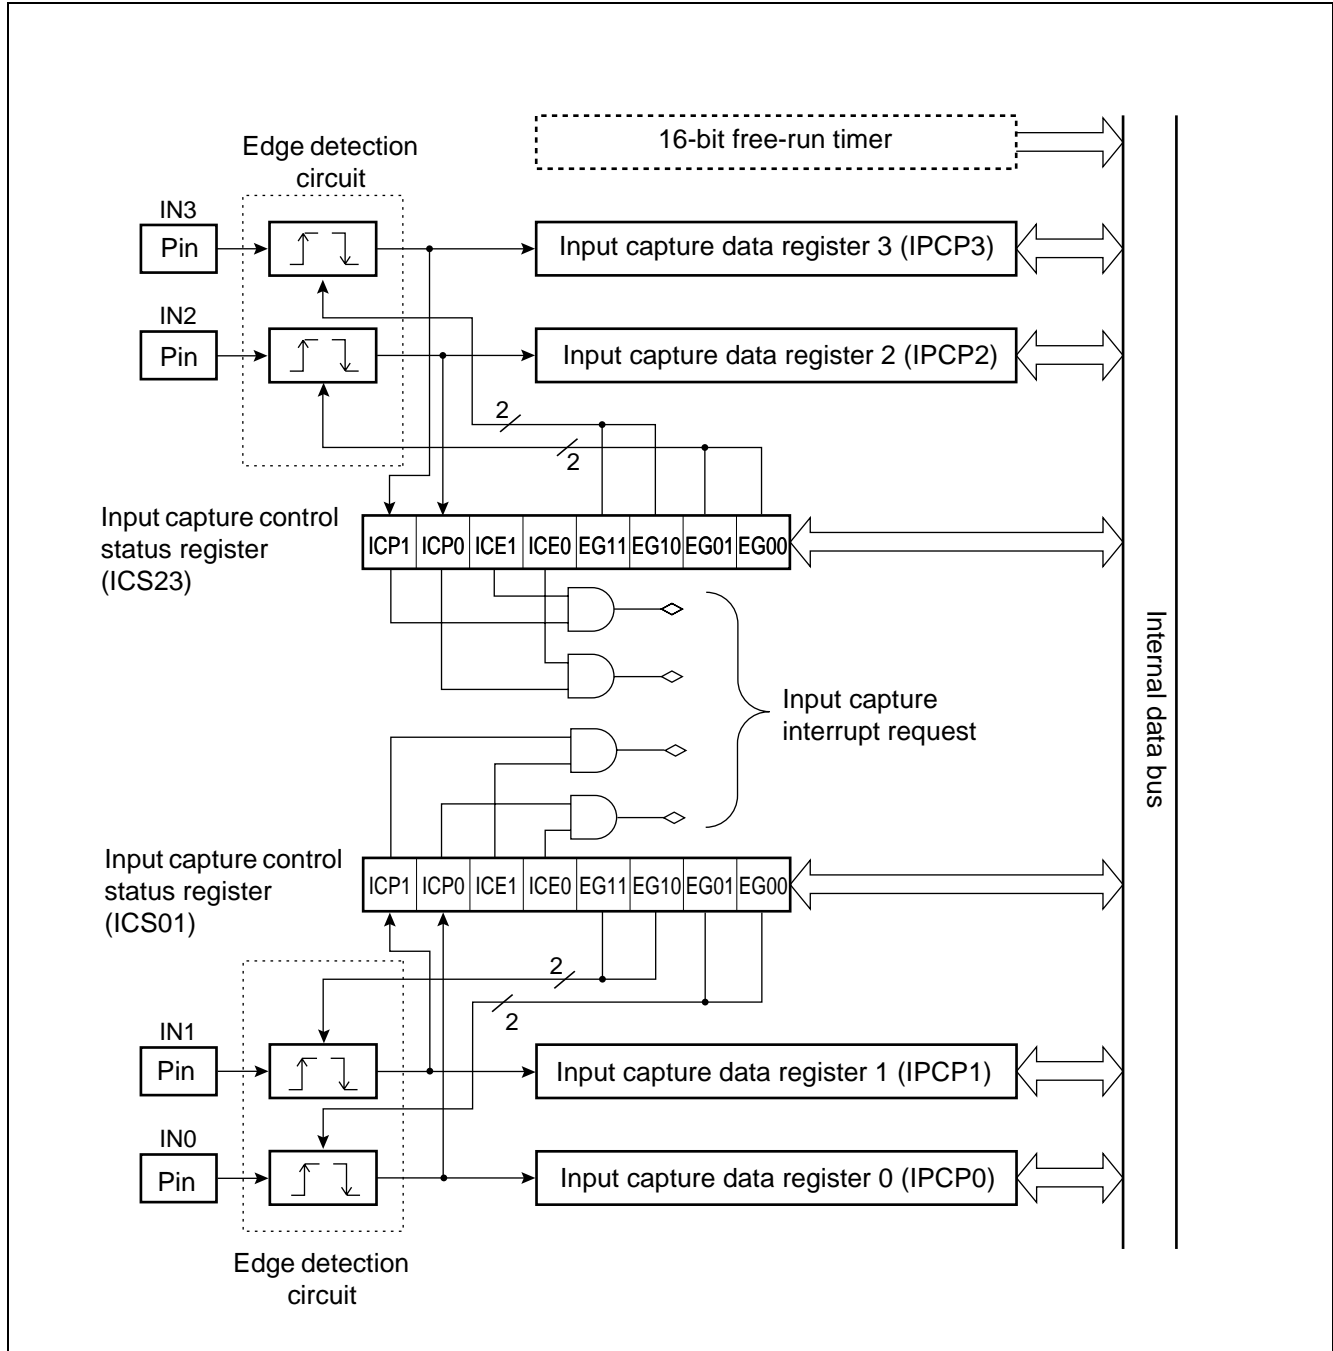 16-bit free-run timer
Edge detection
circuit
IN3
Pin
Input capture data register 3 (IPCP3)
IN2
Pin
Input capture data register 2 (IPCP2)
2
2
Input capture control
status register
(ICS23)
ICP1 ICP0 ICE1 ICE0 EG11 EG10 EG01 EG00
Internal data bus
Input capture
interrupt request
Input capture control
status register
(ICS01)
ICP1 ICP0 ICE1 ICE0 EG11 EG10 EG01 EG00
2
2
IN1
Pin
Input capture data register 1 (IPCP1)
IN0
Pin
Input capture data register 0 (IPCP0)
Edge detection
circuit